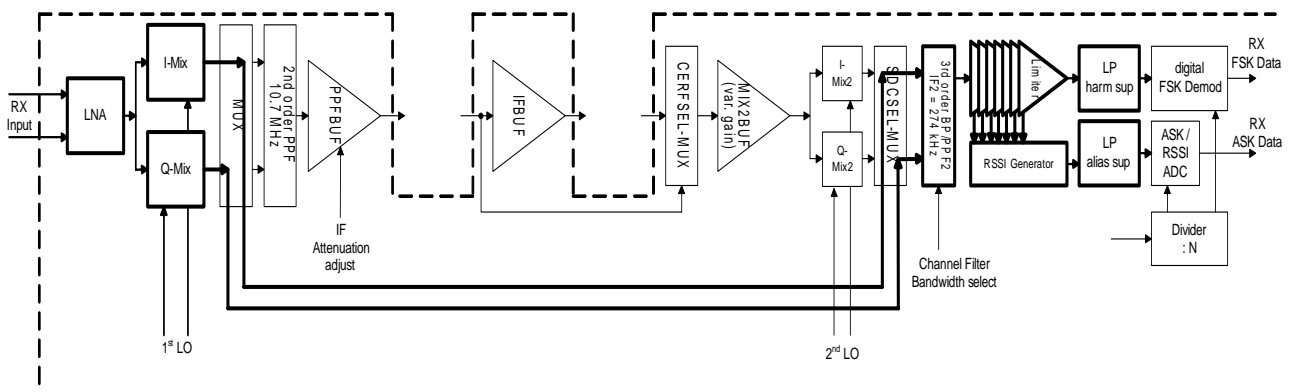 RX
Input
LNA
I-Mix
Q-Mix
MUX
2nd order PPF
10.7 MHz
PPFBUF
IF
Attenuation
adjust
1st LO
IFBUF
CERFSEL-MUX
MIX2BUF
(var. gain)
I-
Mix2
Q-
Mix2
2nd LO
SDCSEL-MUX
3rd order BP/PPF2
IF2 = 274 kHz
Channel Filter
Bandwidth select
Limiter
RSSI Generator
LP
harm sup
LP
alias sup
digital
FSK Demod
ASK /
RSSI
ADC
Divider
: N
RX
FSK Data
RX
ASK Data